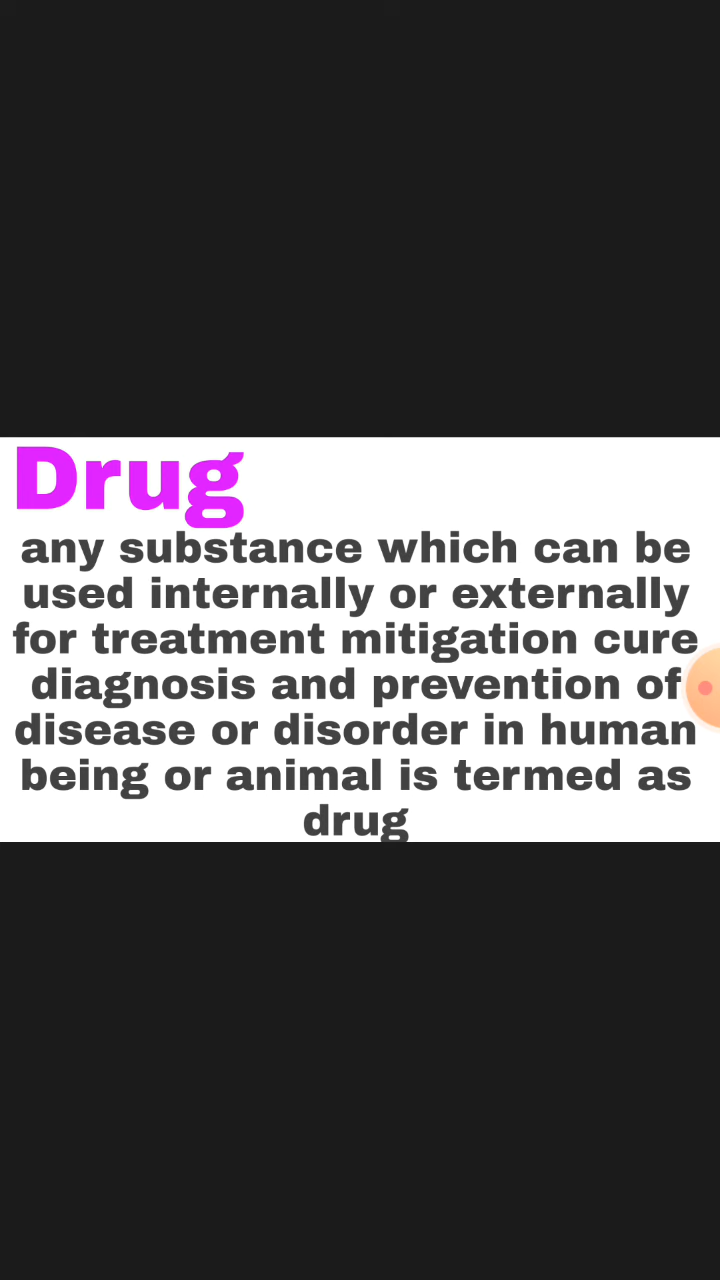 Drug
any substance which can be
used internally or externally
for treatment mitigation cure
diagnosis and prevention of
disease or disorder in human
being or animal is termed as
drug